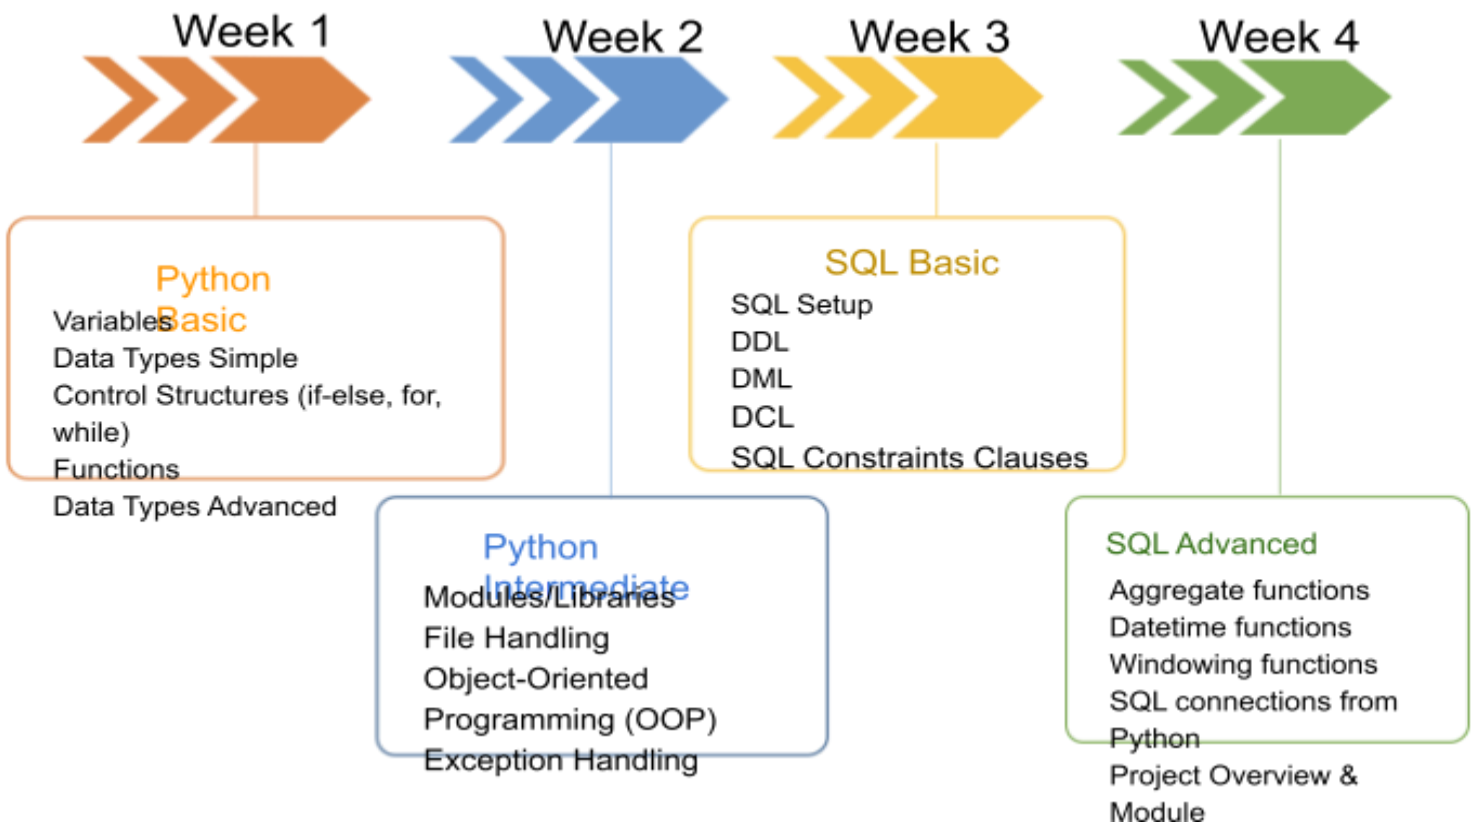 Week 1
Week 2
Week 3
Week 4
Python
Basic
Variables
Data Types Simple
Control Structures (if-else, for,
while)
Functions
Data Types Advanced
Python
Intermediate
Modules/Libraries
File Handling
Object-Oriented
Programming (OOP)
Exception Handling
SQL Basic
SQL Setup
DDL
DML
DCL
SQL Constraints Clauses
SQL Advanced
Aggregate functions
Datetime functions
Windowing functions
SQL connections from
Python
Project Overview &
Module